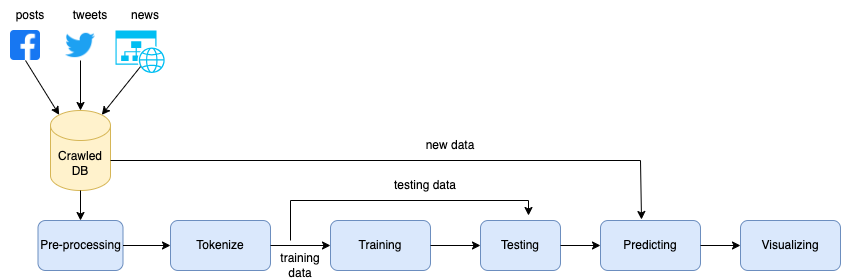 posts
tweets
news
Crawled
DB
new data
testing data
Pre-processing
Tokenize
training
data
Training
Testing
Predicting
Visualizing